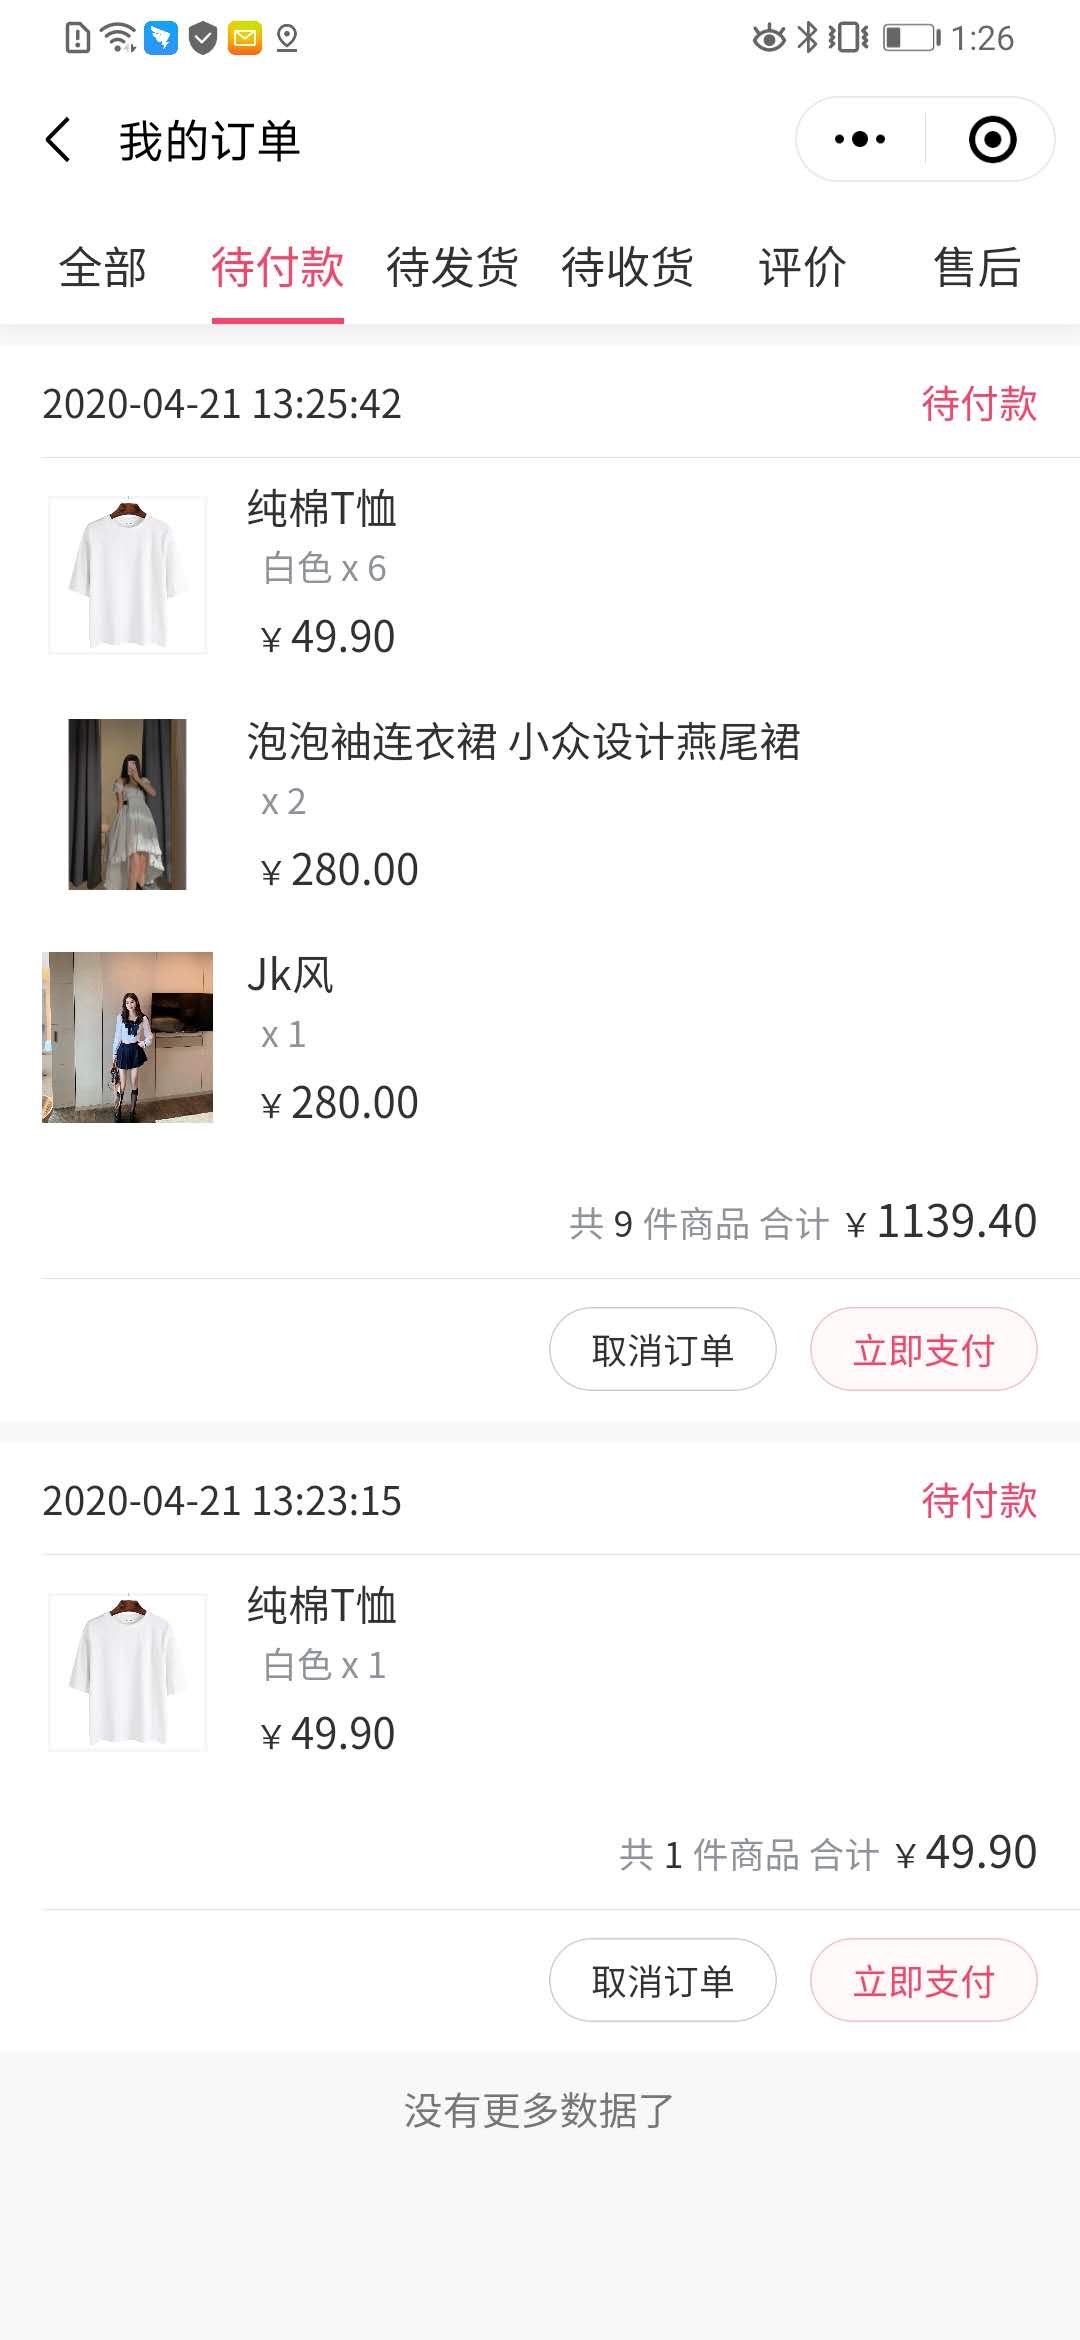 1:26
我的订单
全部 待付款 待发货 待收货 评价 售后
2020-04-21 13:25:42 待付款
纯棉T恤
白色 x 6
¥ 49.90
泡泡袖连衣裙 小众设计燕尾裙
x 2
¥ 280.00
Jk风
x 1
¥ 280.00
共 9 件商品 合计 ¥ 1139.40
取消订单 立即支付
2020-04-21 13:23:15 待付款
纯棉T恤
白色 x 1
¥ 49.90
共 1 件商品 合计 ¥ 49.90
取消订单 立即支付
没有更多数据了